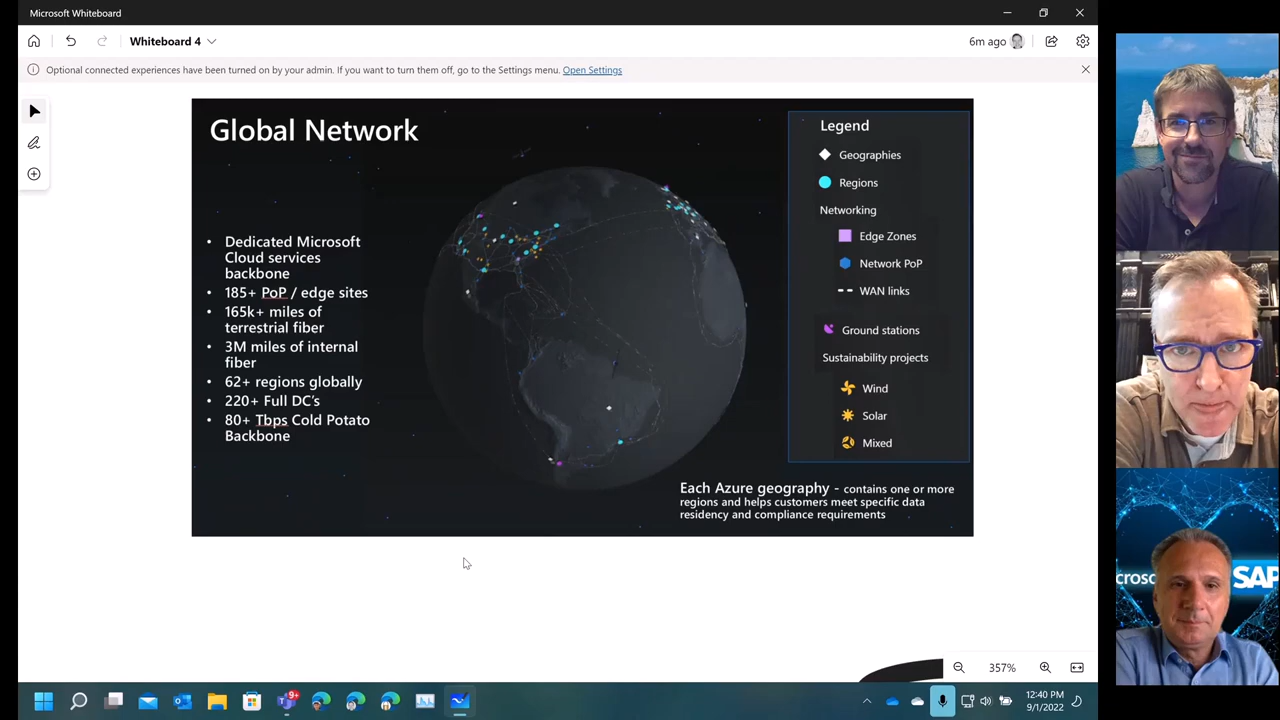 Microsoft Whiteboard
Whiteboard 4
6m ago
Optional connected experiences have been turned on by your admin. If you want to turn them off, go to the Settings menu. Open Settings
Global Network
• Dedicated Microsoft
Cloud services
backbone
• 185+ PoP / edge sites
• 165k+ miles of
terrestrial fiber
• 3M miles of internal
fiber
• 62+ regions globally
• 220+ Full DC's
• 80+ Tbps Cold Potato
Backbone
Legend
Geographies
Regions
Networking
Edge Zones
Network PoP
WAN links
Ground stations
Sustainability projects
Wind
Solar
Mixed
Each Azure geography - contains one or more
regions and helps customers meet specific data
residency and compliance requirements
357%
9+
12:40 PM
9/1/2022
crosc
SAP